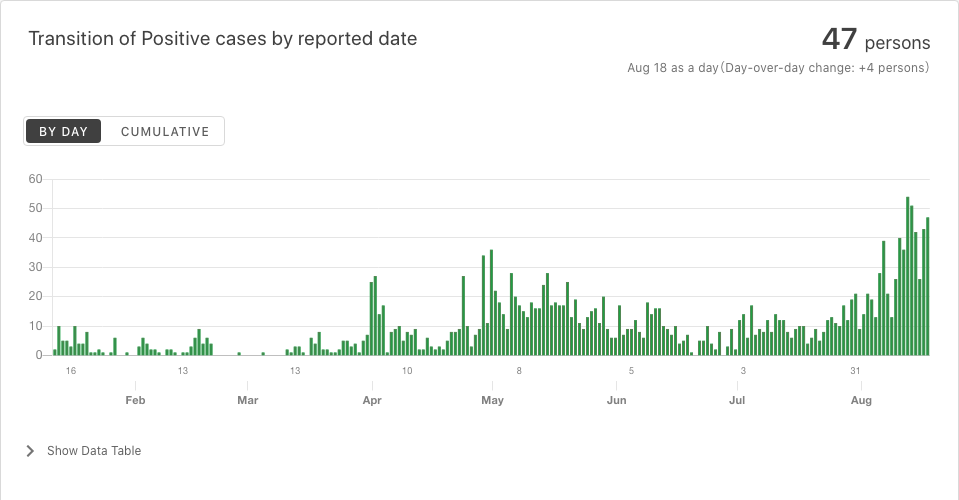 Transition of Positive cases by reported date
47 persons
Aug 18 as a day(Day-over-day change: +4 persons)
BY DAY
CUMULATIVE
60
50
40
30
20
10
0
16 13 13 10 8 5 3 31
Feb Mar Apr May Jun Jul Aug
Show Data Table